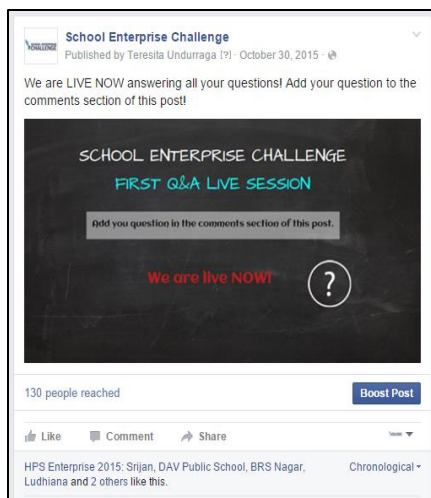 School Enterprise Challenge
Published by Teresita Undurraga [?] · October 30, 2015 ·
We are LIVE NOW answering all your questions! Add your question to the
comments section of this post!
SCHOOL ENTERPRISE CHALLENGE
FIRST Q&A LIVE SESSION
Add you question in the comments section of this post.
We are live NOW!
?
130 people reached
Boost Post
Like Comment Share
HPS Enterprise 2015: Srijan, DAV Public School, BRS Nagar,
Ludhiana and 2 others like this.
Chronological